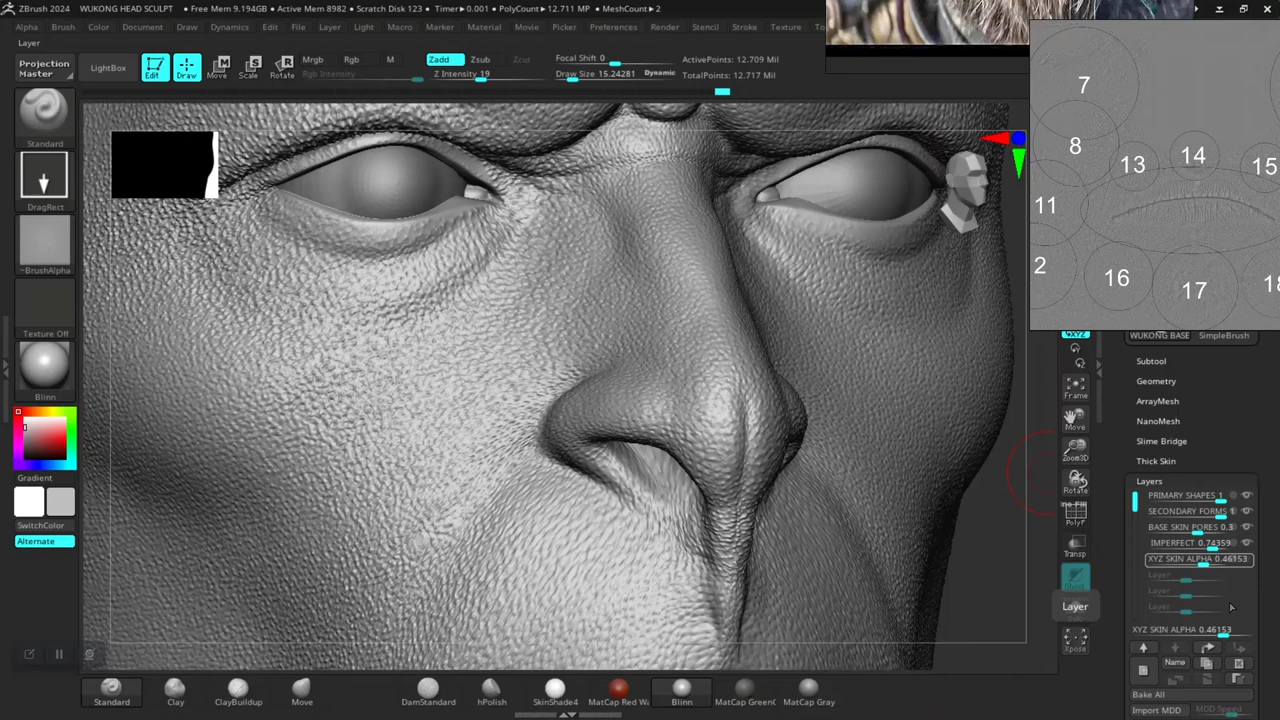 ZBrush 2024
WUKONG HEAD SCULPT
● Free Mem 9.194GB ● Active Mem 8982 ● Scratch Disk 123 ● Timer▶0.001 ● PolyCount▶12.711 MP ● MeshCount▶2
Alpha Brush Color Document Draw Dynamics Edit File Layer Light Macro Marker Material Movie Picker Preferences Render Stencil Stroke Texture
Layer
Projection Master
LightBox
Edit
Draw
Move
Scale
Rotate
Mrgb
Rgb
M
Rgb Intensity
Zadd
Zsub
Zcut
Z Intensity 19
Focal Shift 0
Draw Size 15.24281
Dynamic
ActivePoints: 12.709 Mil
TotalPoints: 12.717 Mil
Standard
DragRect
~BrushAlpha
Texture Off
Blinn
Gradient
SwitchColor
Alternate
7
8
13
14
15
11
2
16
17
18
XYZ
Frame
Move
Zoom3D
Rotate
PolyF
Transp
Ghost
Layer
Xpose
WUKONG BASE
SimpleBrush
Subtool
Geometry
ArrayMesh
NanoMesh
Slime Bridge
Thick Skin
Layers
PRIMARY SHAPES 1
SECONDARY FORMS 1
BASE SKIN PORES 0.3
IMPERFECT 0.74359
XYZ SKIN ALPHA 0.46153
Layer
Layer
Layer
XYZ SKIN ALPHA 0.46153
Name
Bake All
Import MDD
MDD Speed
Standard
Clay
ClayBuildup
Move
DamStandard
hPolish
SkinShade4
MatCap Red Wa
Blinn
MatCap GreenC
MatCap Gray